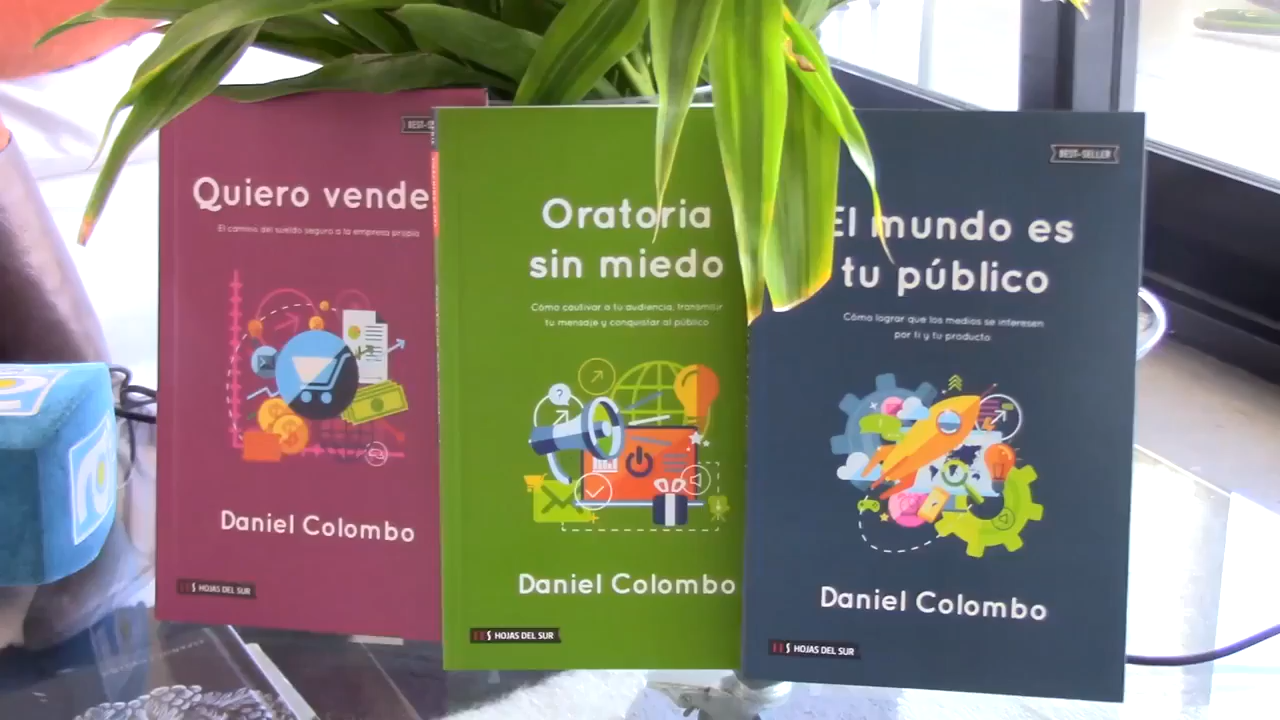 Quiero vende
El camino del sueldo seguro a la empresa propia
Daniel Colombo
HOJAS DEL SUR
Oratoria
sin miedo
Cómo cautivar a tu audiencia, transmitir
tu mensaje y conquistar al público
Daniel Colombo
HOJAS DEL SUR
BEST-SELLER
El mundo es
tu público
Cómo lograr que los medios se interesen
por ti y tu producto
Daniel Colombo
HOJAS DEL SUR